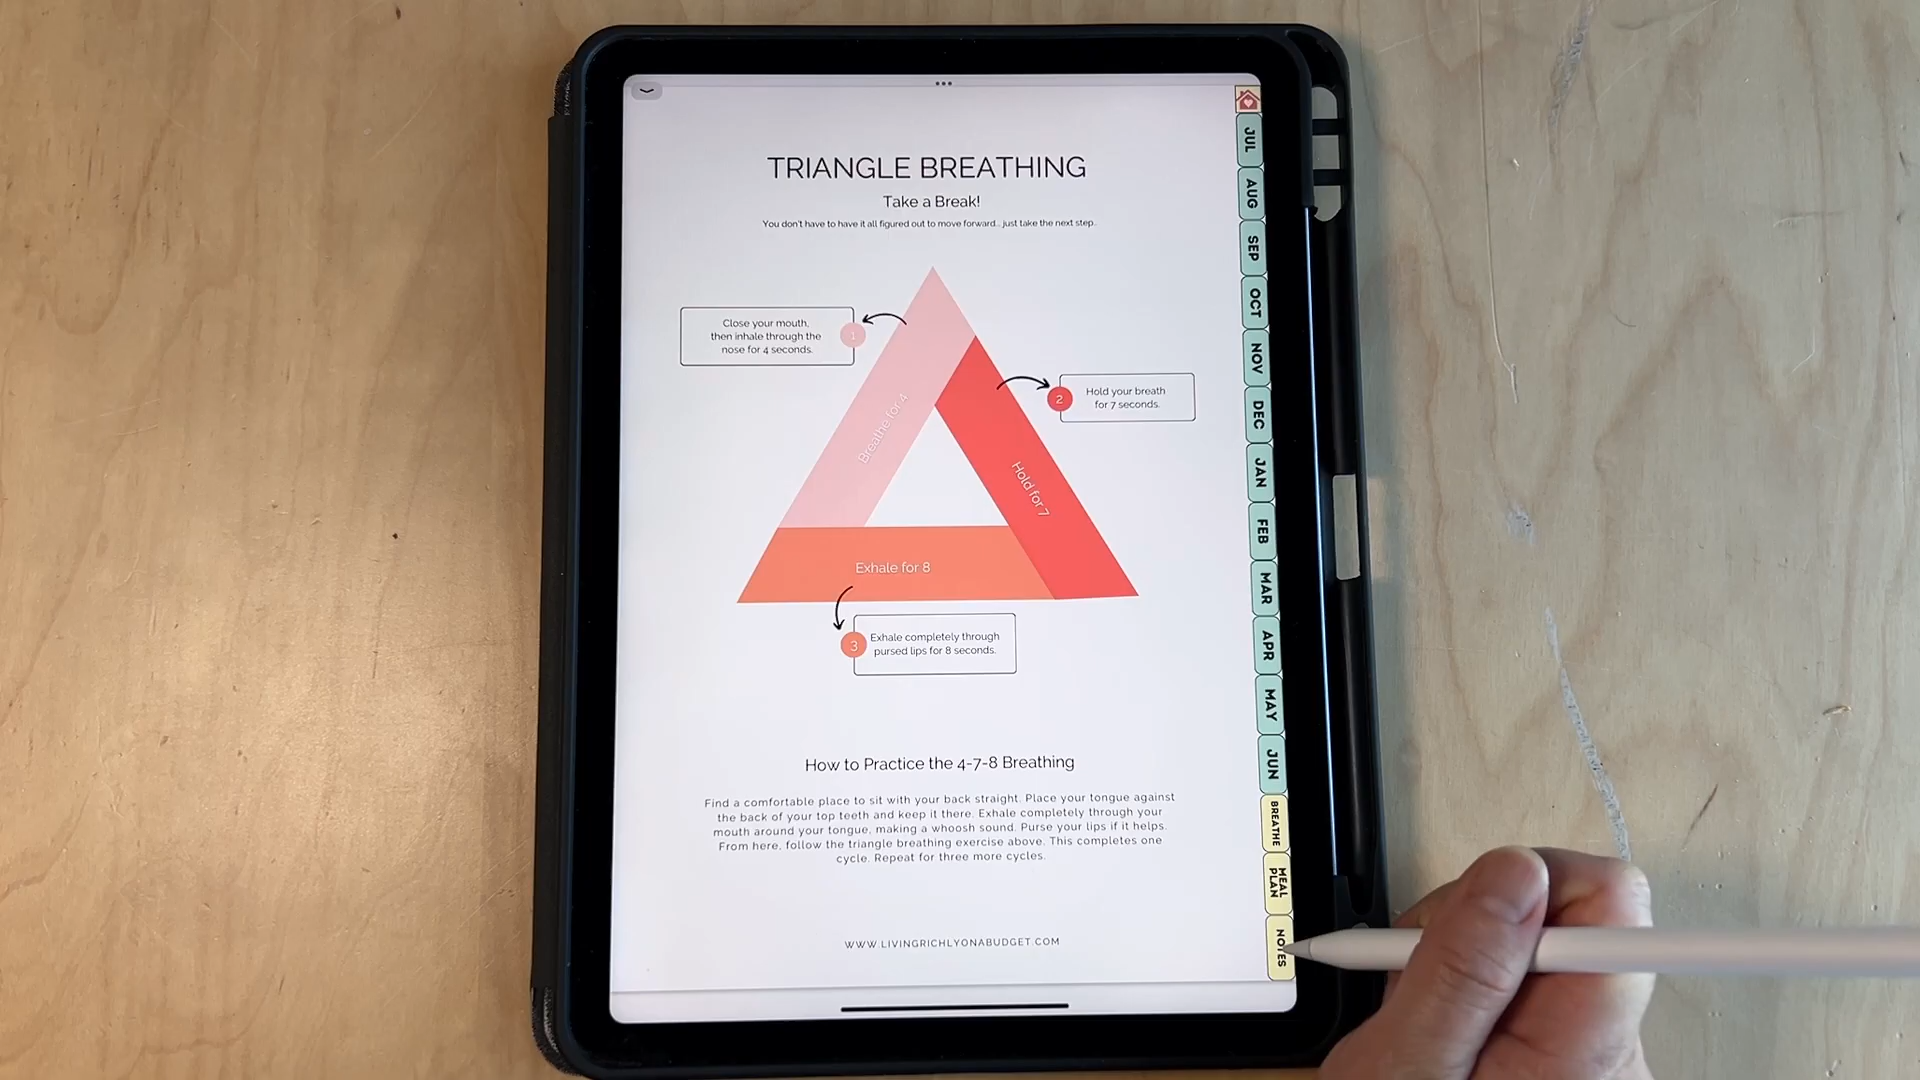 TRIANGLE BREATHING
Take a Break!
You don't have to have it all figured out to move forward... just take the next step.
Close your mouth,
then inhale through the
nose for 4 seconds.
1
Breathe for 4
Hold your breath
for 7 seconds.
2
Hold for 7
Exhale for 8
3
Exhale completely through
pursed lips for 8 seconds.
How to Practice the 4-7-8 Breathing
Find a comfortable place to sit with your back straight. Place your tongue against
the back of your top teeth and keep it there. Exhale completely through your
mouth around your tongue, making a whoosh sound. Purse your lips if it helps.
From here, follow the triangle breathing exercise above. This completes one
cycle. Repeat for three more cycles.
WWW.LIVINGRICHLYONABUDGET.COM
JUL
AUG
SEP
OCT
NOV
DEC
JAN
FEB
MAR
APR
MAY
JUN
BREATHE
MEAL
PLAN
NOTES